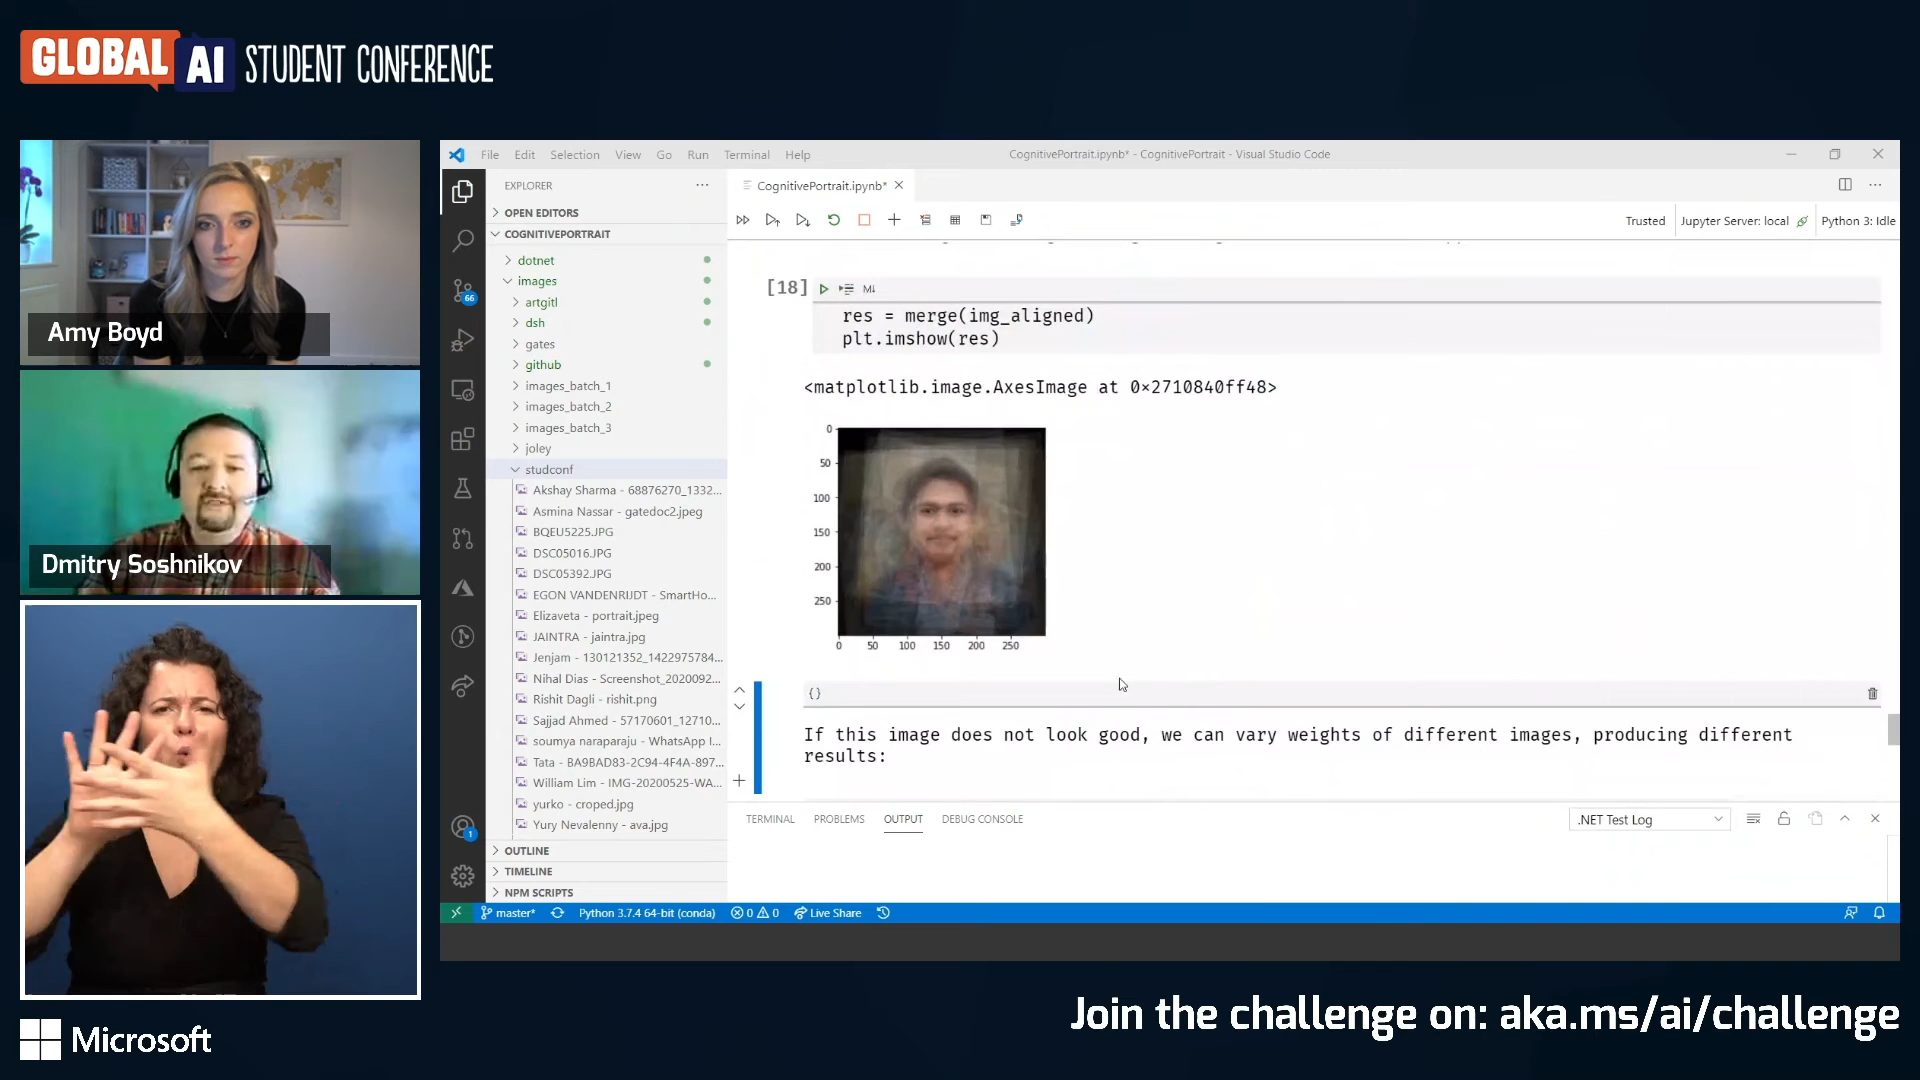 GLOBAL AI STUDENT CONFERENCE
Amy Boyd
Dmitry Soshnikov
Microsoft
File Edit Selection View Go Run Terminal Help
CognitivePortrait.ipynb* - CognitivePortrait - Visual Studio Code
EXPLORER
OPEN EDITORS
COGNITIVEPORTRAIT
dotnet
images
artgitl
dsh
gates
github
images_batch_1
images_batch_2
images_batch_3
joley
studconf
Akshay Sharma - 68876270_1332...
Asmina Nassar - gatedoc2.jpeg
BQEU5225.JPG
DSC05016.JPG
DSC05392.JPG
EGON VANDENRIJDT - SmartHo...
Elizaveta - portrait.jpeg
JAINTRA - jaintra.jpg
Jenjam - 130121352_1422975784...
Nihal Dias - Screenshot_2020092...
Rishit Dagli - rishit.png
Sajjad Ahmed - 57170601_12710...
soumya naraparaju - WhatsApp I...
Tata - BA9BAD83-2C94-4F4A-897...
William Lim - IMG-20200525-WA...
yurko - croped.jpg
Yury Nevalenny - ava.jpg
OUTLINE
TIMELINE
NPM SCRIPTS
66
1
CognitivePortrait.ipynb*
Trusted
Jupyter Server: local
Python 3: Idle
[18]
M↓
res = merge(img_aligned)
plt.imshow(res)
<matplotlib.image.AxesImage at 0×2710840ff48>
0
50
100
150
200
250
0 50 100 150 200 250
{}
If this image does not look good, we can vary weights of different images, producing different
results:
TERMINAL PROBLEMS OUTPUT DEBUG CONSOLE
.NET Test Log
master*
Python 3.7.4 64-bit (conda)
0 0
Live Share
Join the challenge on: aka.ms/ai/challenge